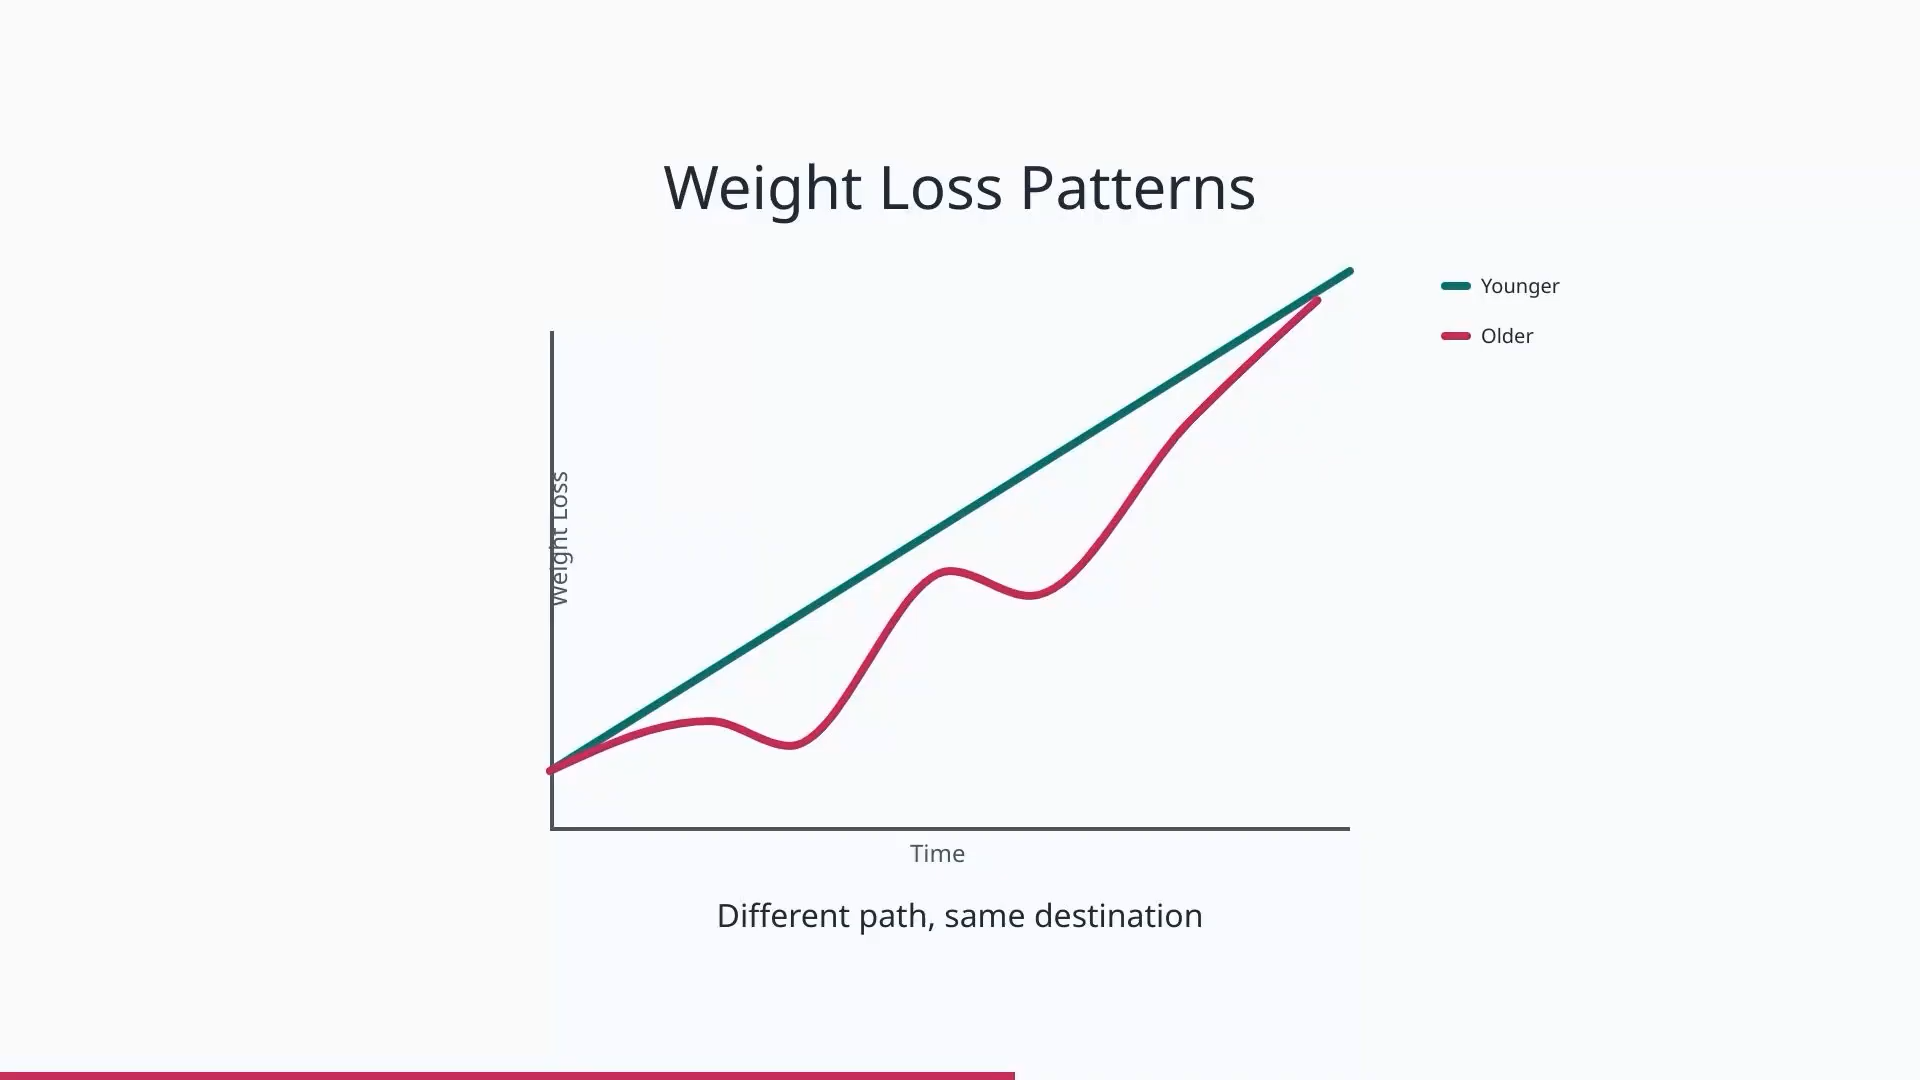 Weight Loss Patterns
Younger
Older
Weight Loss
Time
Different path, same destination